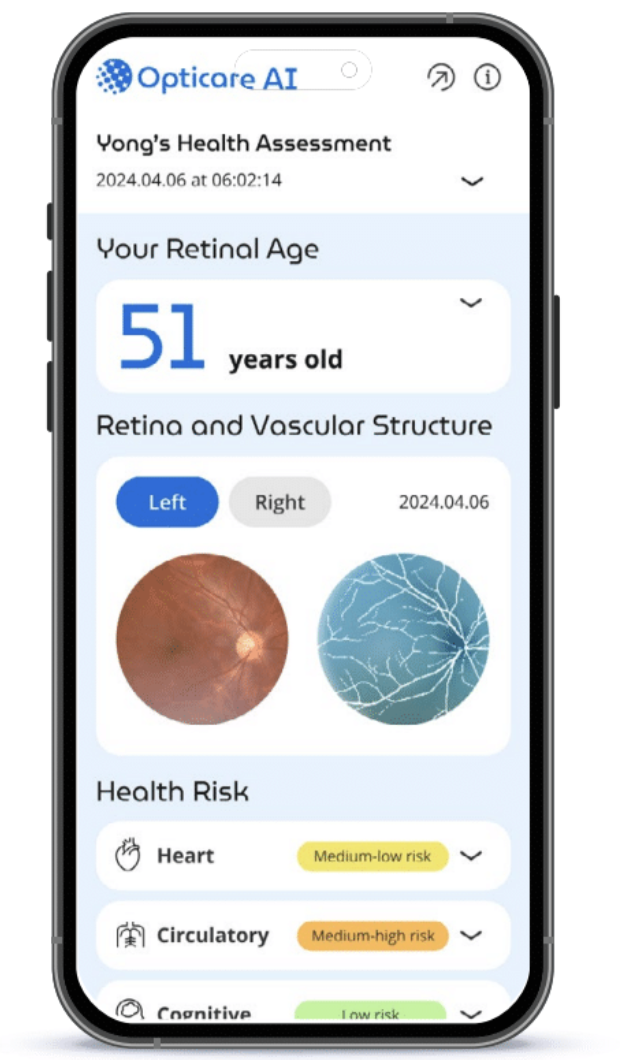 Opticare AI
Yong's Health Assessment
2024.04.06 at 06:02:14
Your Retinal Age
51 years old
Retina and Vascular Structure
Left Right 2024.04.06
Health Risk
Heart Medium-low risk
Circulatory Medium-high risk
Cognitive Low risk